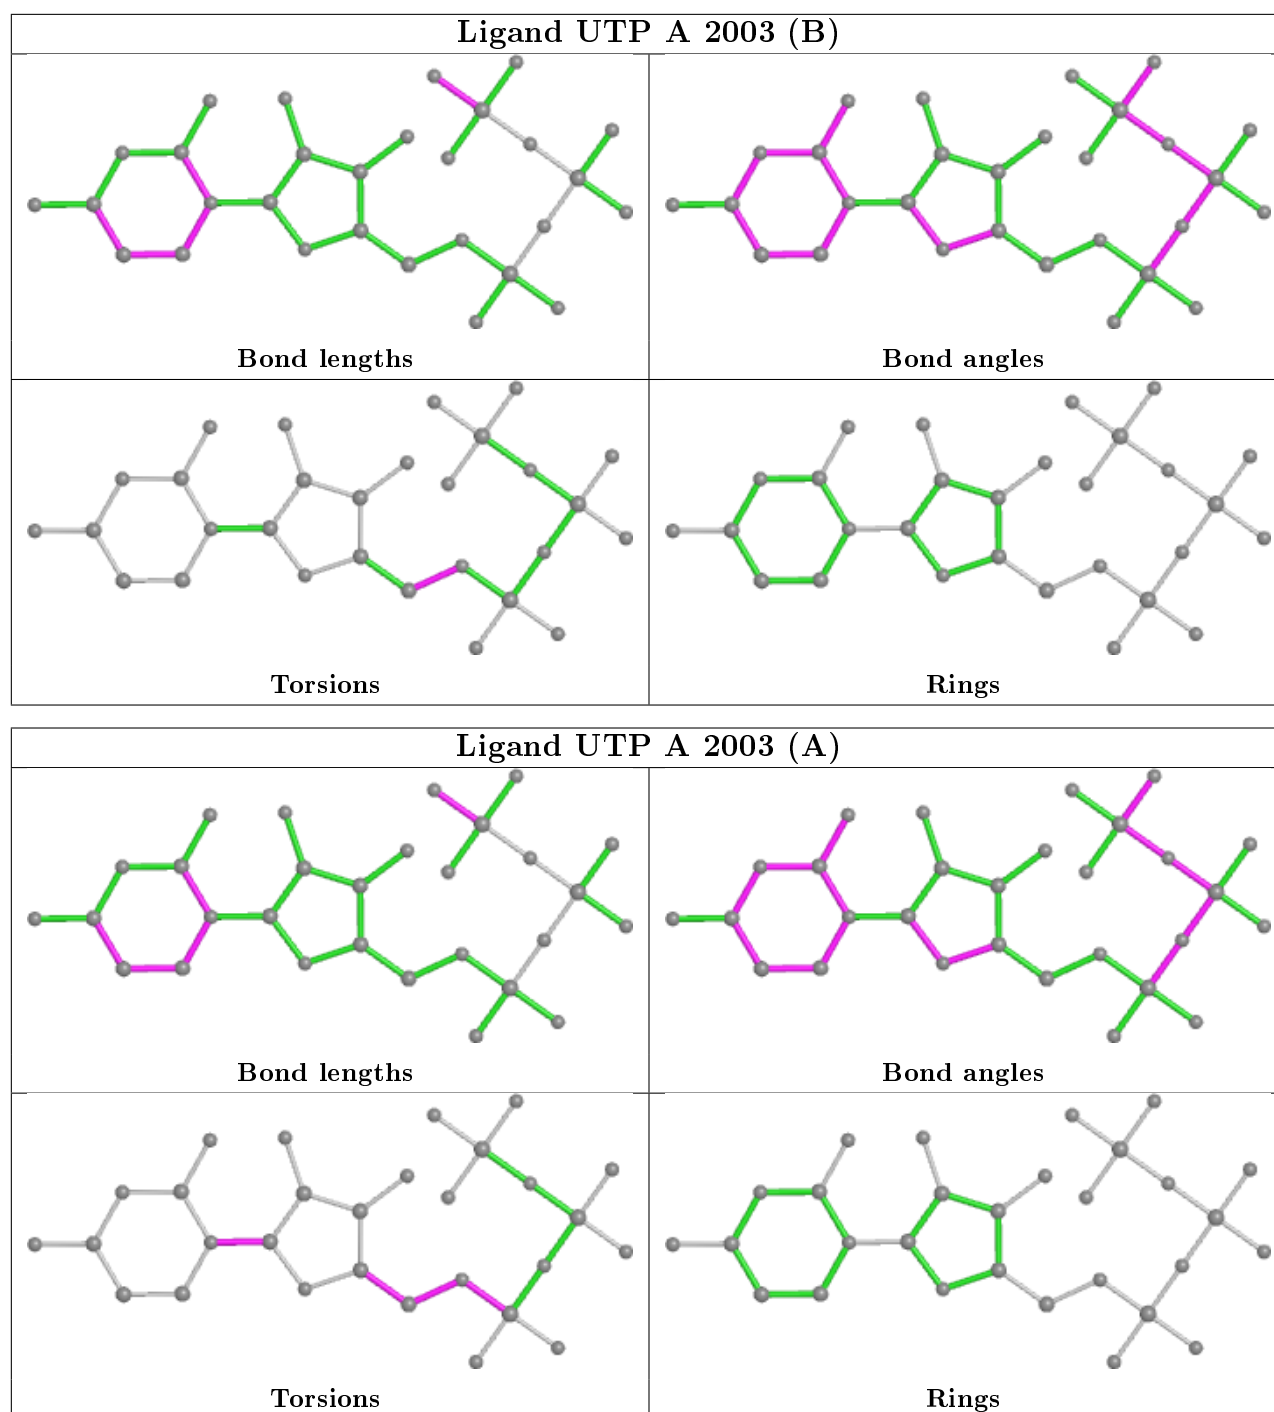 Ligand UTP A 2003 (B)
Bond lengths
Bond angles
Torsions
Rings
Ligand UTP A 2003 (A)
Bond lengths
Bond angles
Torsions
Rings